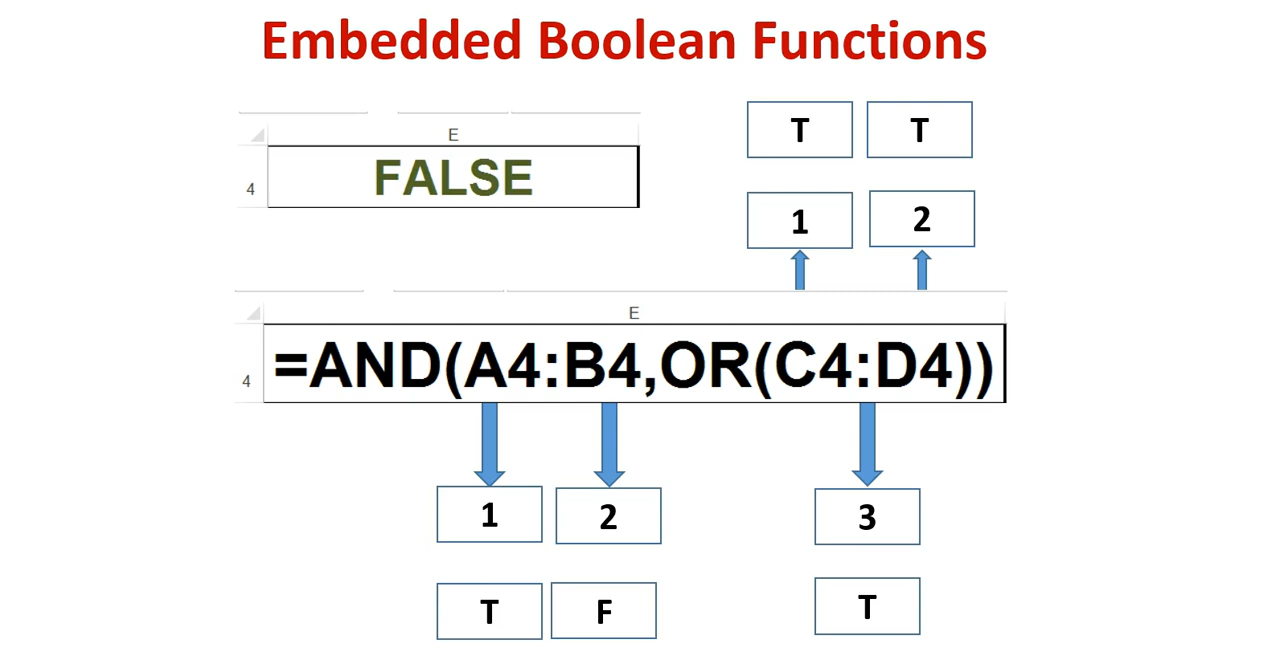 Embedded Boolean Functions
T T
E
4 FALSE
1 2
E
4 =AND(A4:B4,OR(C4:D4))
1 2 3
T F T